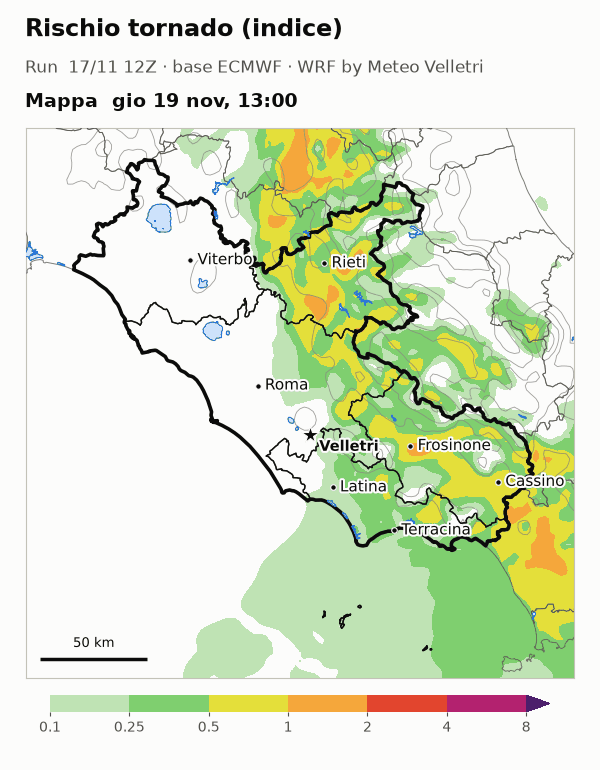 Rischio tornado (indice)
Run  17/11 12Z · base ECMWF · WRF by Meteo Velletri
Mappa  gio 19 nov, 13:00
Viterbo
Rieti
Roma
Velletri
Frosinone
Latina
Cassino
Terracina
50 km
0.1 0.25 0.5 1 2 4 8